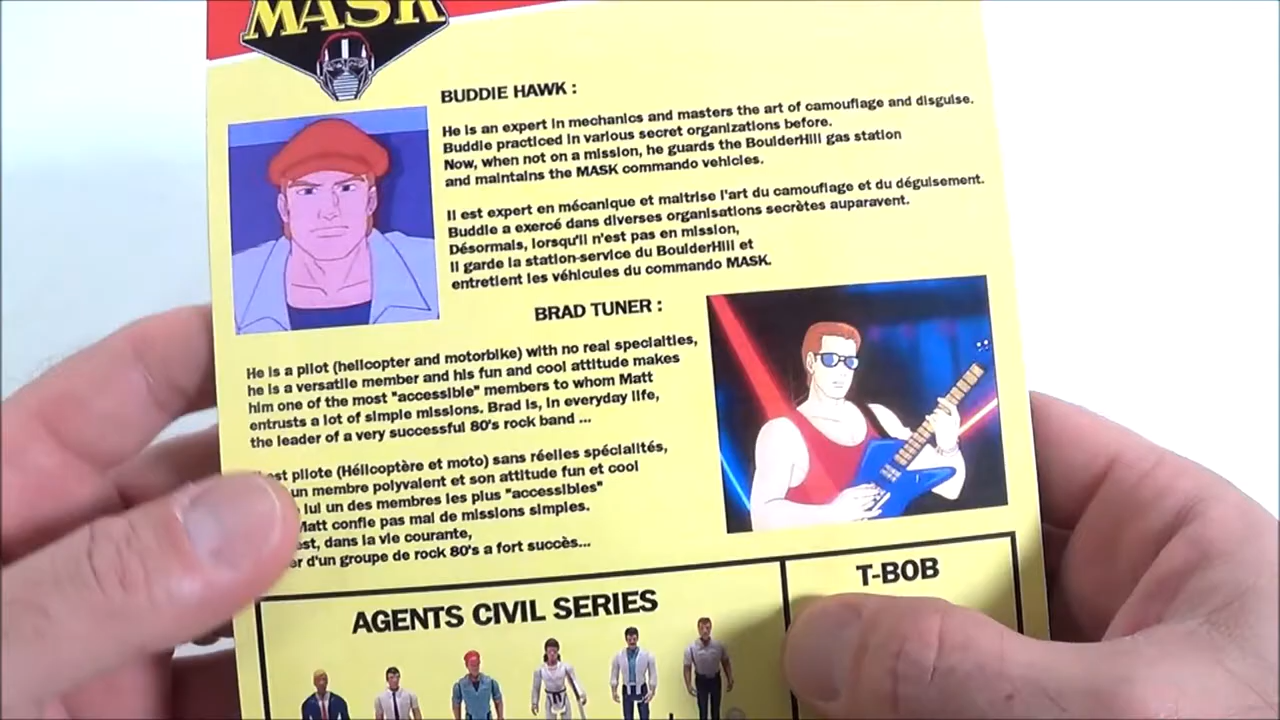 MASK
BUDDIE HAWK :
He is an expert in mechanics and masters the art of camouflage and disguise.
Buddie practiced in various secret organizations before.
Now, when not on a mission, he guards the BoulderHill gas station
and maintains the MASK commando vehicles.
Il est expert en mécanique et maitrise l'art du camouflage et du déguisement.
Buddie a exercé dans diverses organisations secrètes auparavant.
Désormais, lorsqu'il n'est pas en mission,
Il garde la station-service du BoulderHill et
entretient les véhicules du commando MASK.
BRAD TUNER :
He is a pilot (helicopter and motorbike) with no real specialties,
he is a versatile member and his fun and cool attitude makes
him one of the most "accessible" members to whom Matt
entrusts a lot of simple missions. Brad is, in everyday life,
the leader of a very successful 80's rock band ...
est pilote (Hélicoptère et moto) sans réelles spécialités,
un membre polyvalent et son attitude fun et cool
lui un des membres les plus "accessibles"
Matt confie pas mal de missions simples.
est, dans la vie courante,
d'un groupe de rock 80's a fort succès...
AGENTS CIVIL SERIES
T-BOB